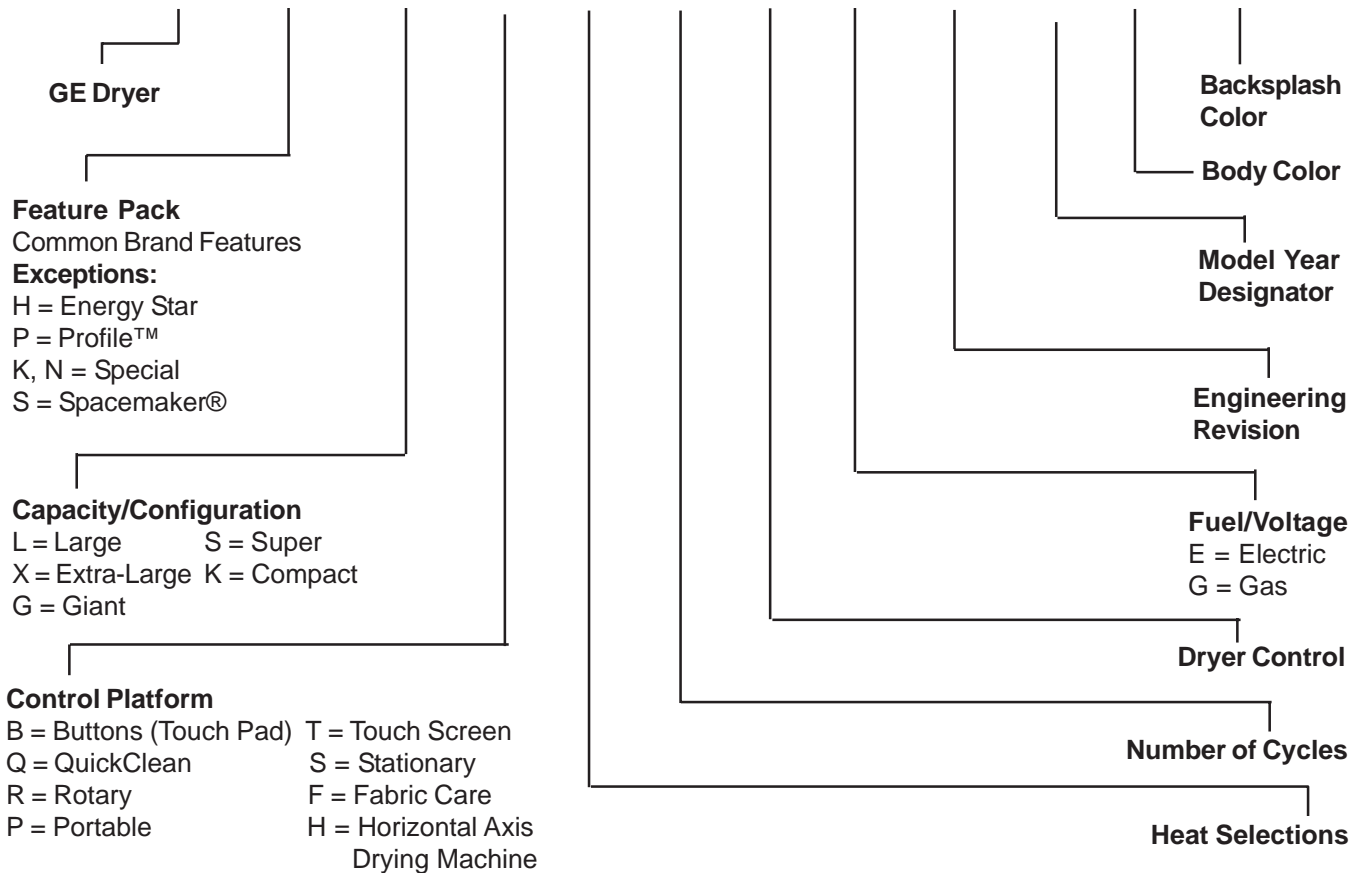 GE Dryer
Feature Pack
Common Brand Features
Exceptions:
H = Energy Star
P = Profile™
K, N = Special
S = Spacemaker®
Capacity/Configuration
L = Large S = Super
X = Extra-Large K = Compact
G = Giant
Control Platform
B = Buttons (Touch Pad) T = Touch Screen
Q = QuickClean S = Stationary
R = Rotary F = Fabric Care
P = Portable H = Horizontal Axis
Drying Machine
Backsplash
Color
Body Color
Model Year
Designator
Engineering
Revision
Fuel/Voltage
E = Electric
G = Gas
Dryer Control
Number of Cycles
Heat Selections